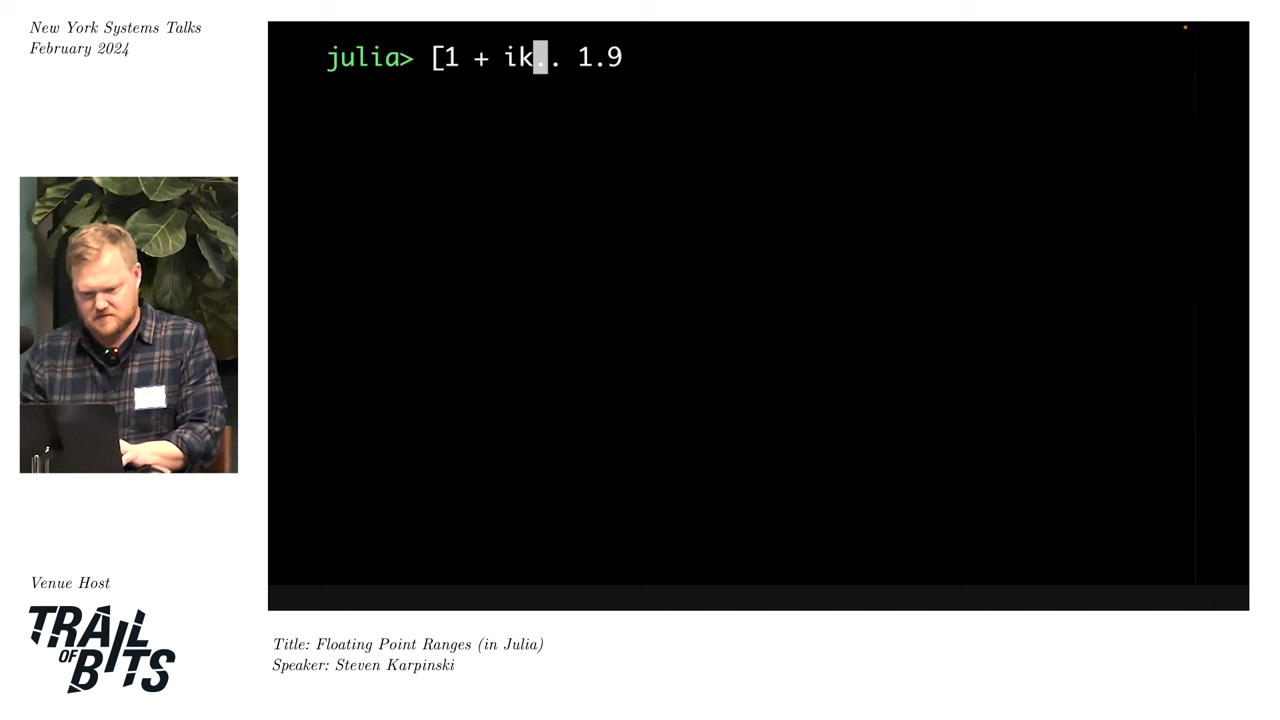 New York Systems Talks
February 2024
julia> [1 + ik.. 1.9
Venue Host
TRAIL
OF
BITS
Title: Floating Point Ranges (in Julia)
Speaker: Steven Karpinski